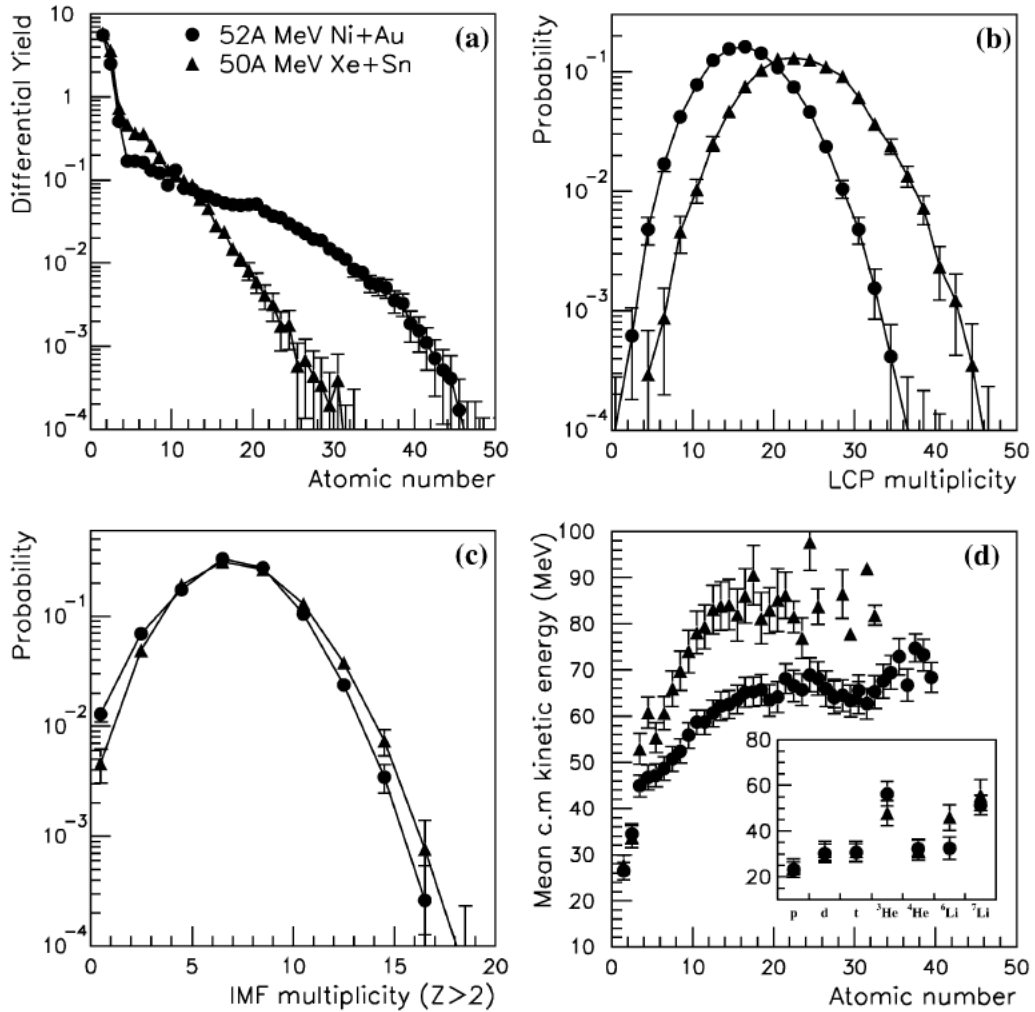 (a)
52A MeV Ni+Au
50A MeV Xe+Sn
Differential Yield
10
1
10⁻¹
10⁻²
10⁻³
10⁻⁴
0 10 20 30 40 50
Atomic number
(b)
Probability
10⁻¹
10⁻²
10⁻³
10⁻⁴
0 10 20 30 40 50
LCP multiplicity
(c)
Probability
10⁻¹
10⁻²
10⁻³
10⁻⁴
0 5 10 15 20
IMF multiplicity (Z>2)
(d)
Mean c.m kinetic energy (MeV)
100
90
80
70
60
50
40
30
20
10
0 10 20 30 40 50
Atomic number
80
60
40
20
p d t ³He ⁴He ⁶Li ⁷Li